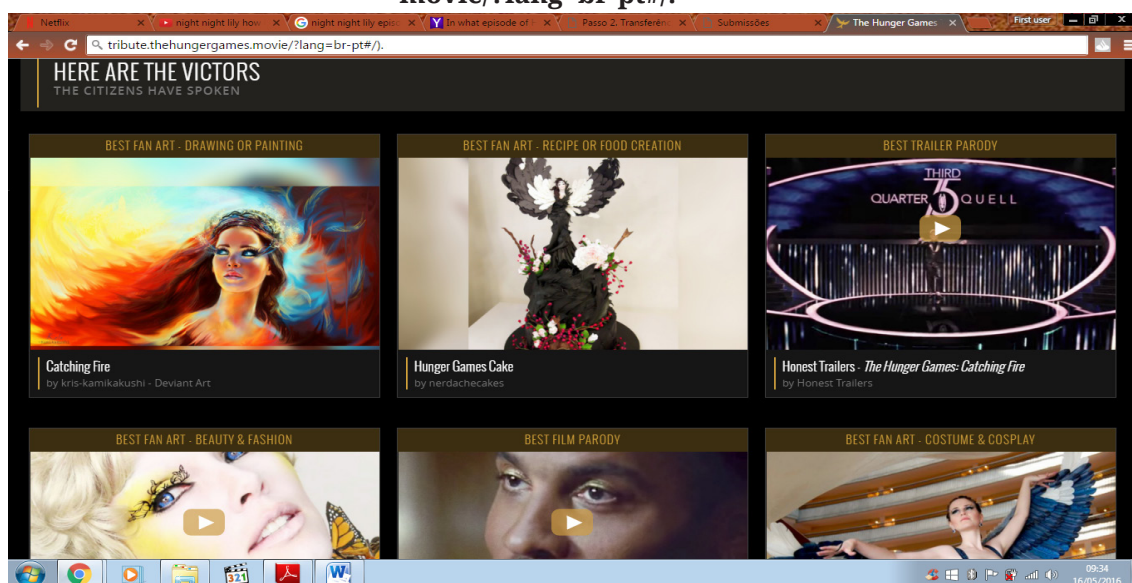 movie/?lang=br-pt#/).
Netflix
night night lily how
night night lily episo
In what episode of
Passo 2. Transferênc
Submissões
The Hunger Games
First user
tribute.thehungergames.movie/?lang=br-pt#/).
HERE ARE THE VICTORS
THE CITIZENS HAVE SPOKEN
BEST FAN ART - DRAWING OR PAINTING
BEST FAN ART - RECIPE OR FOOD CREATION
BEST TRAILER PARODY
THIRD
QUARTER 75 QUELL
Catching Fire
by kris-kamikakushi - Deviant Art
Hunger Games Cake
by nerdachecakes
Honest Trailers - The Hunger Games: Catching Fire
by Honest Trailers
BEST FAN ART - BEAUTY & FASHION
BEST FILM PARODY
BEST FAN ART - COSTUME & COSPLAY
321
W
09:34
16/05/2016